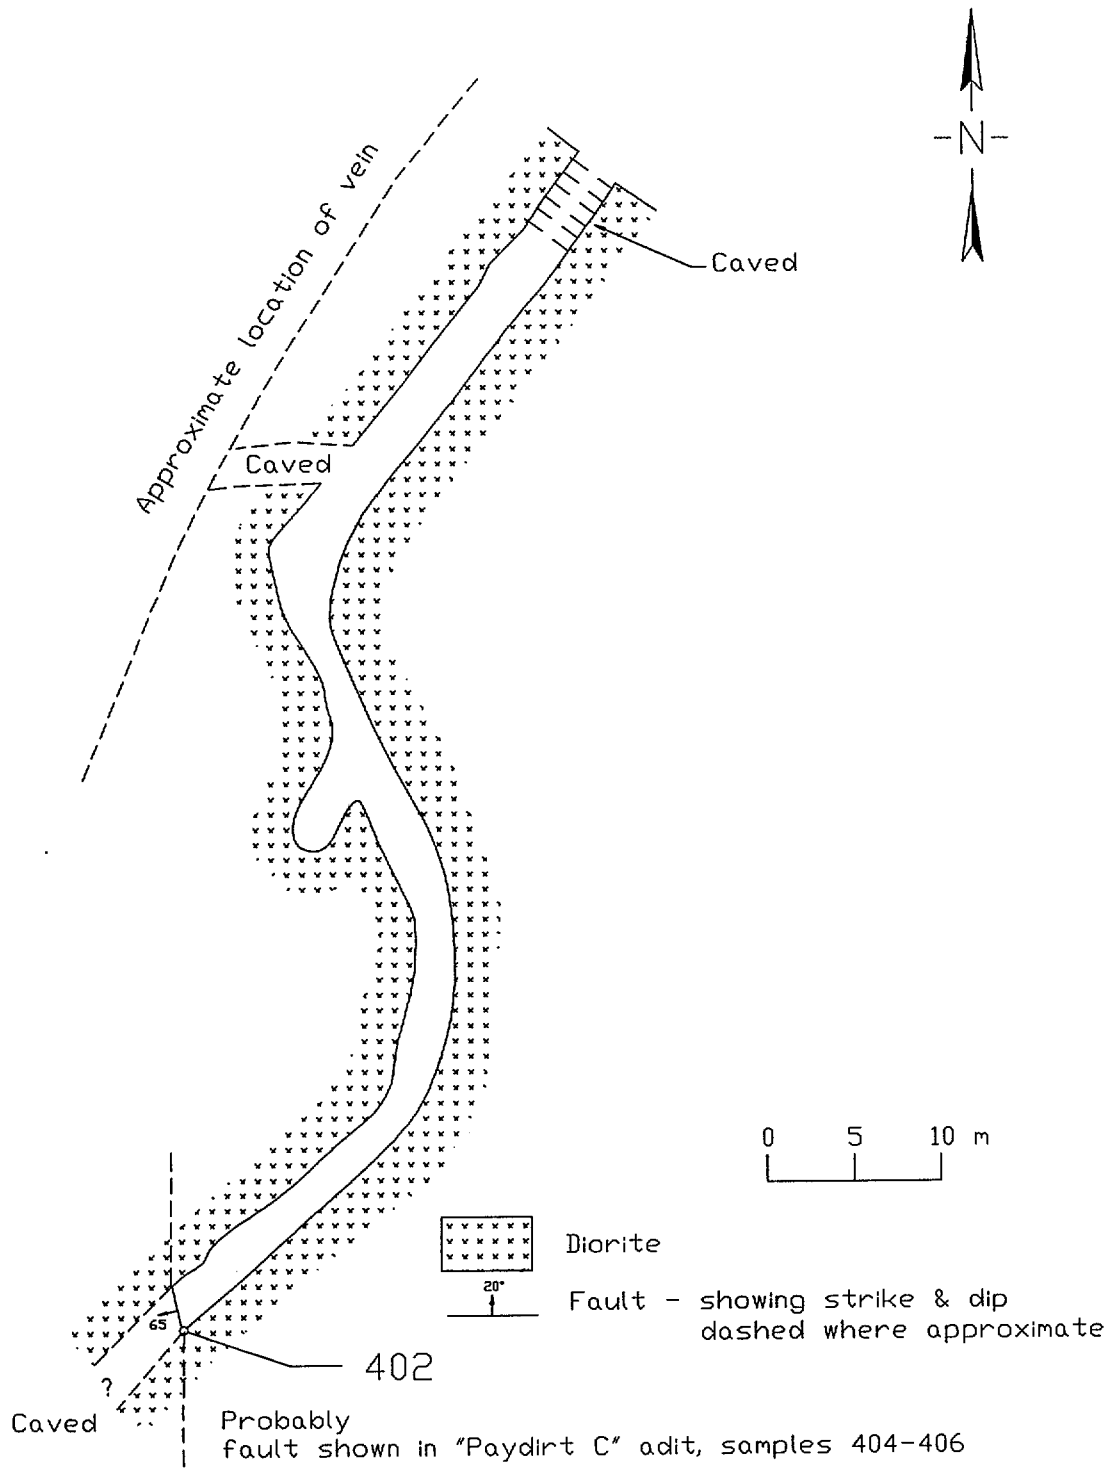 -N-
Approximate location of vein
Caved
Caved
0 5 10 m
Diorite
20°
Fault - showing strike & dip
dashed where approximate
65
402
?
Caved
Probably
fault shown in "Paydirt C" adit, samples 404-406